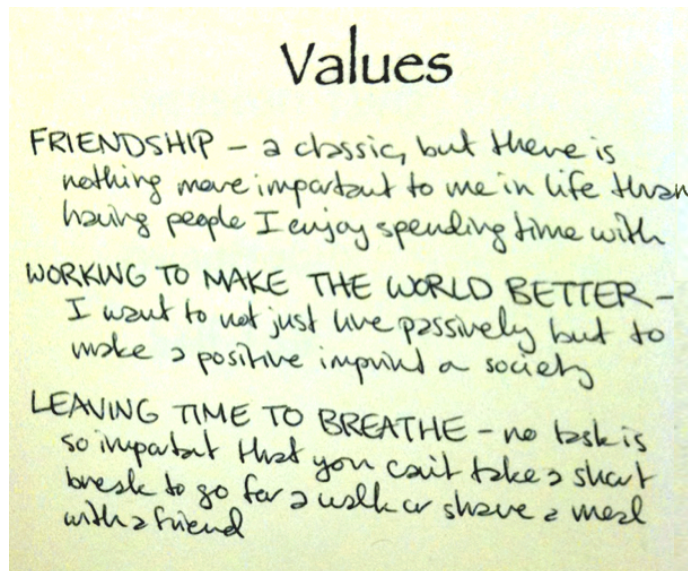 Values
FRIENDSHIP – a classic, but there is
nothing more important to me in life than
having people I enjoy spending time with
WORKING TO MAKE THE WORLD BETTER –
I want to not just live passively but to
make a positive imprint o society
LEAVING TIME TO BREATHE – no task is
so important that you can't take a short
break to go for a walk or share a meal
with a friend